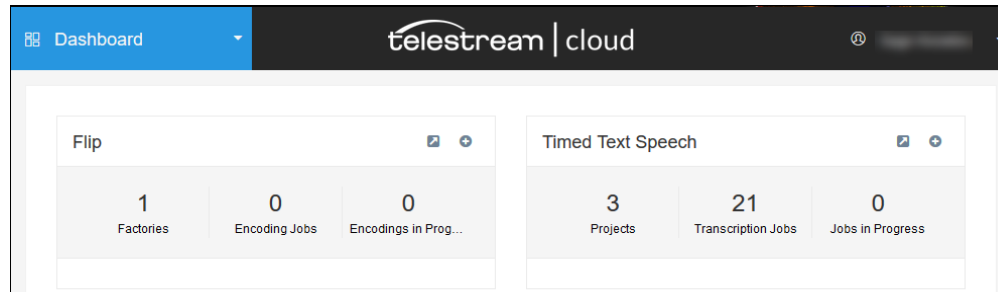 Dashboard
telestream | cloud
Flip
Timed Text Speech
1
0
0
3
21
0
Factories
Encoding Jobs
Encodings in Prog...
Projects
Transcription Jobs
Jobs in Progress